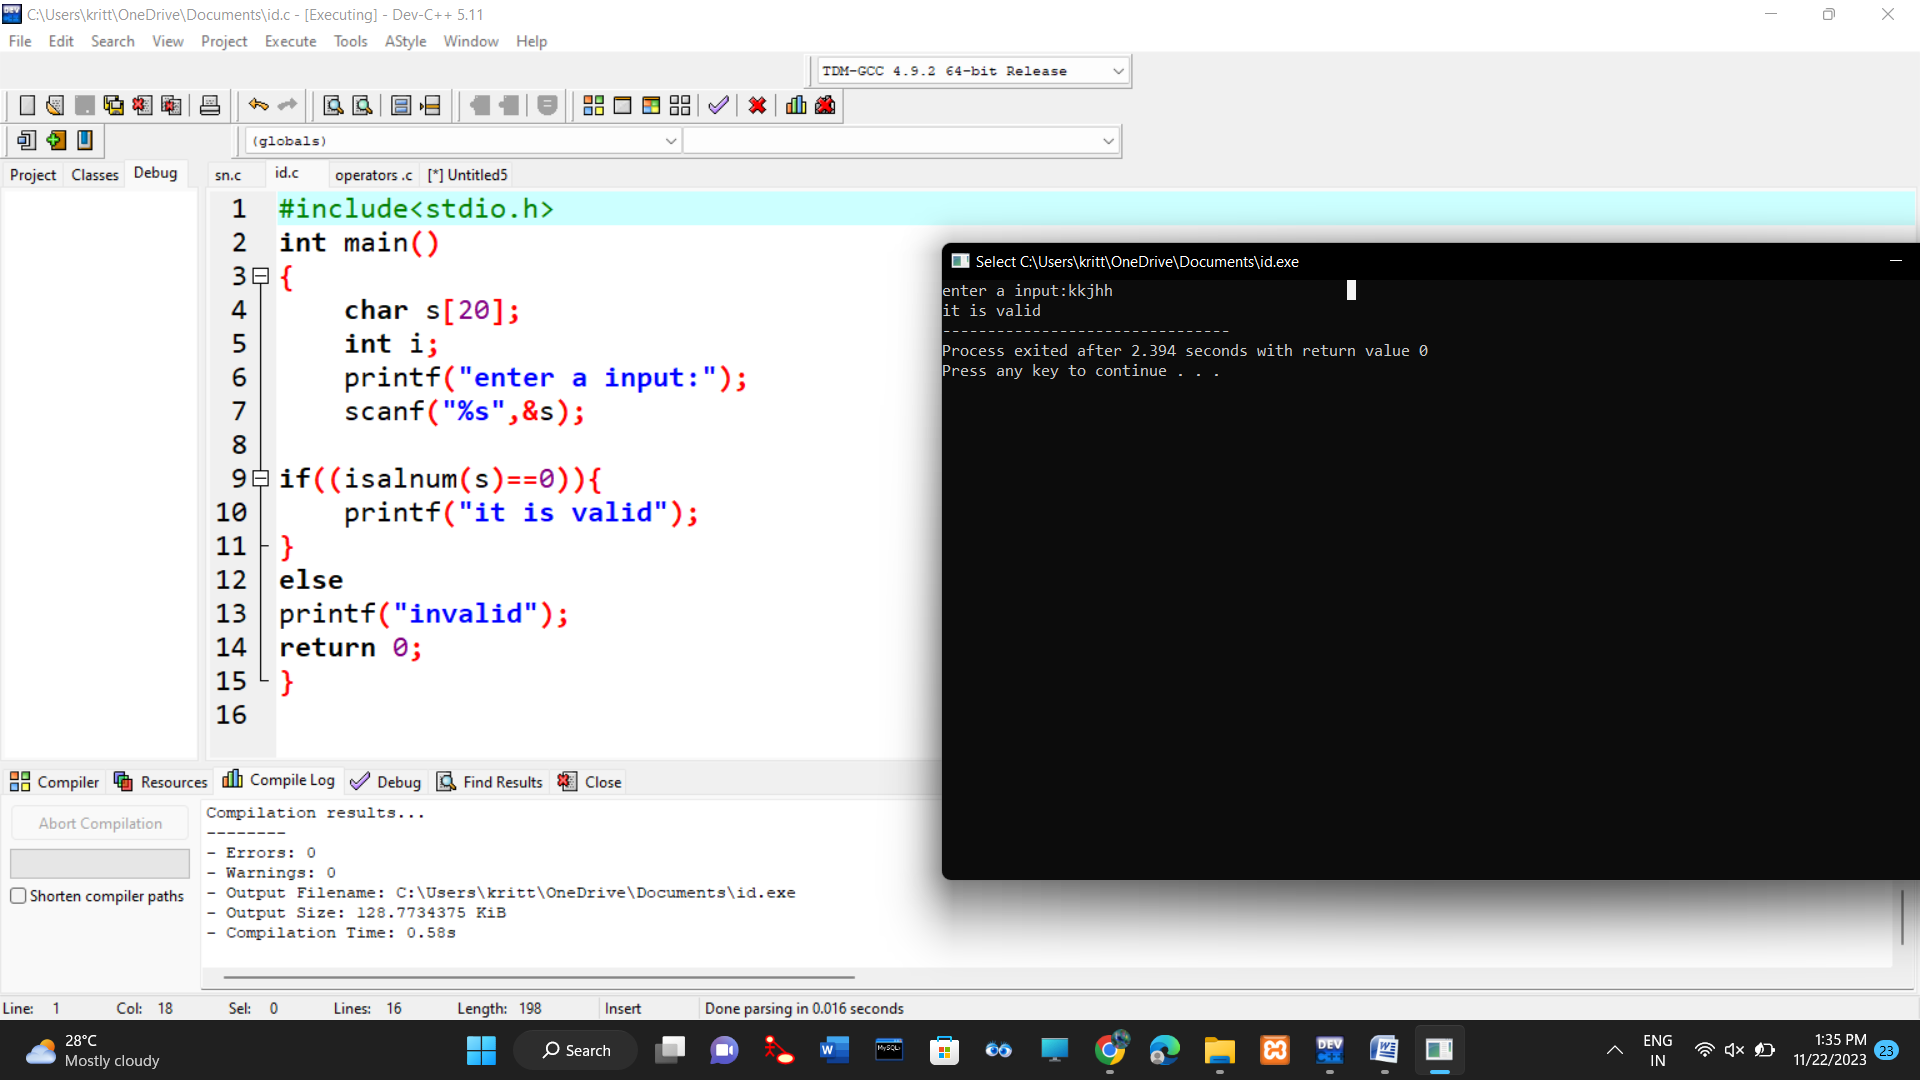 C:\Users\kritt\OneDrive\Documents\id.c - [Executing] - Dev-C++ 5.11
File Edit Search View Project Execute Tools AStyle Window Help
TDM-GCC 4.9.2 64-bit Release
(globals)
Project Classes Debug
sn.c id.c operators .c [*] Untitled5
1 #include<stdio.h>
2 int main()
3 {
4 char s[20];
5 int i;
6 printf("enter a input:");
7 scanf("%s",&s);
8
9 if((isalnum(s)==0)){
10 printf("it is valid");
11 }
12 else
13 printf("invalid");
14 return 0;
15 }
16
Select C:\Users\kritt\OneDrive\Documents\id.exe
enter a input:kkjhh
it is valid
--------------------------------
Process exited after 2.394 seconds with return value 0
Press any key to continue . . .
Compiler Resources Compile Log Debug Find Results Close
Abort Compilation
Shorten compiler paths
Compilation results...
--------
- Errors: 0
- Warnings: 0
- Output Filename: C:\Users\kritt\OneDrive\Documents\id.exe
- Output Size: 128.7734375 KiB
- Compilation Time: 0.58s
Line: 1 Col: 18 Sel: 0 Lines: 16 Length: 198 Insert Done parsing in 0.016 seconds
28°C
Mostly cloudy
Search
MySQL
DEV
C++
ENG
IN
1:35 PM
11/22/2023
23